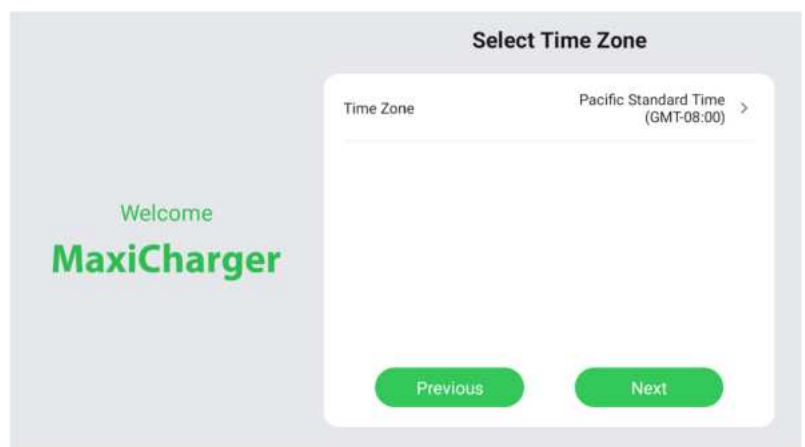 Select Time Zone
Time Zone
Pacific Standard Time
(GMT-08:00)
Welcome
MaxiCharger
Previous
Next